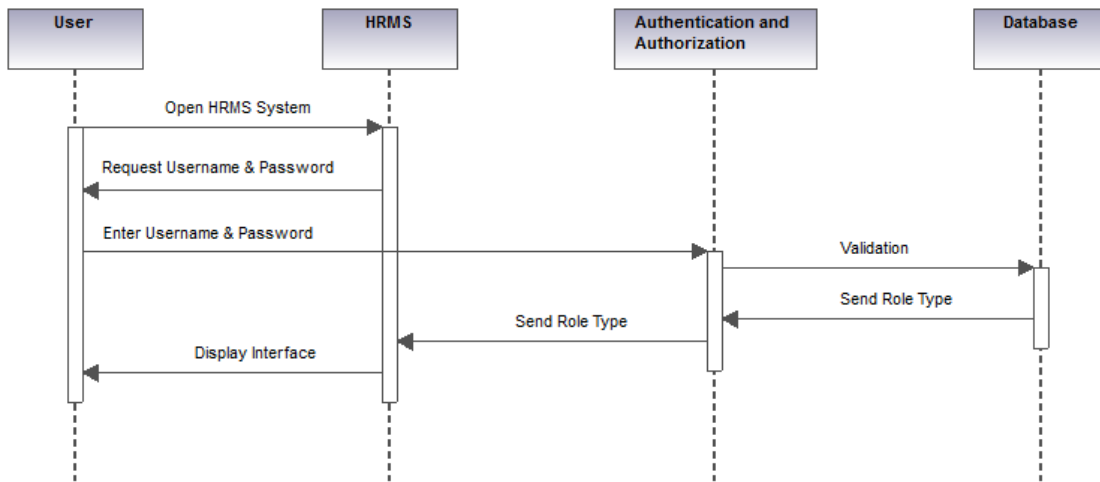 User
HRMS
Authentication and
Authorization
Database
Open HRMS System
Request Username & Password
Enter Username & Password
Validation
Send Role Type
Send Role Type
Display Interface